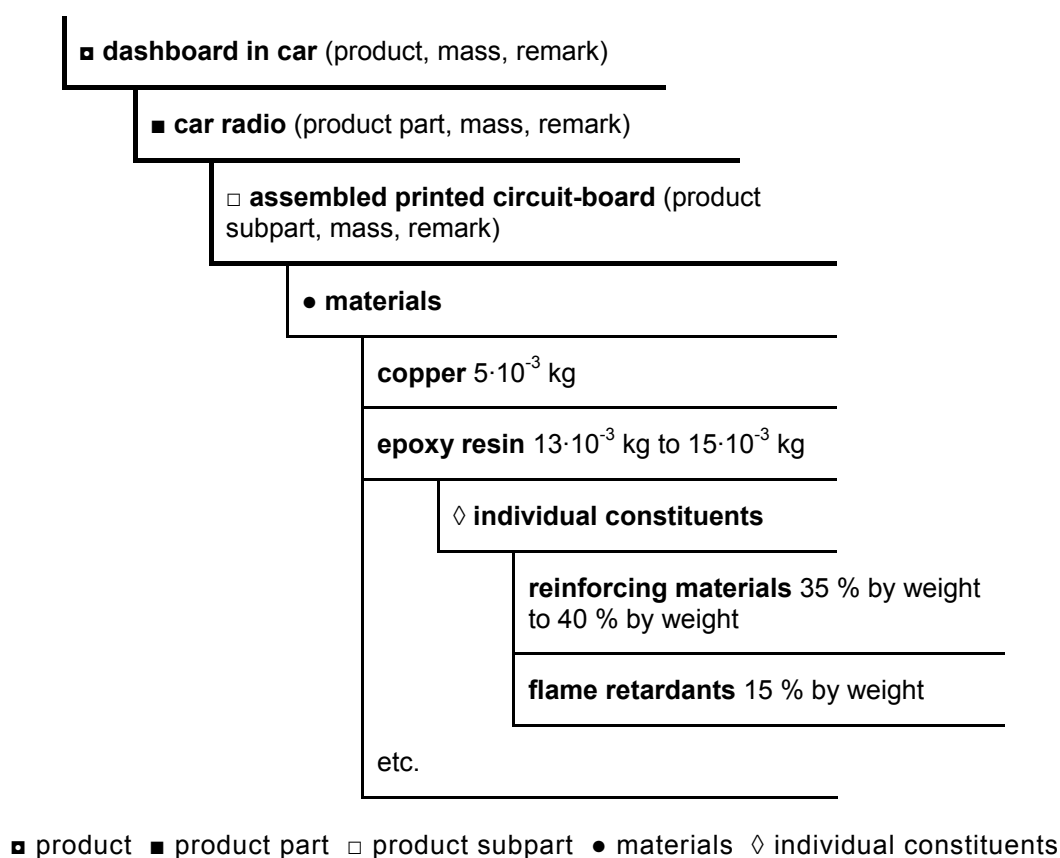 ◘ dashboard in car (product, mass, remark)
■ car radio (product part, mass, remark)
□ assembled printed circuit-board (product
subpart, mass, remark)
● materials
copper 5·10⁻³ kg
epoxy resin 13·10⁻³ kg to 15·10⁻³ kg
◊ individual constituents
reinforcing materials 35 % by weight
to 40 % by weight
flame retardants 15 % by weight
etc.
◘ product ■ product part □ product subpart ● materials ◊ individual constituents